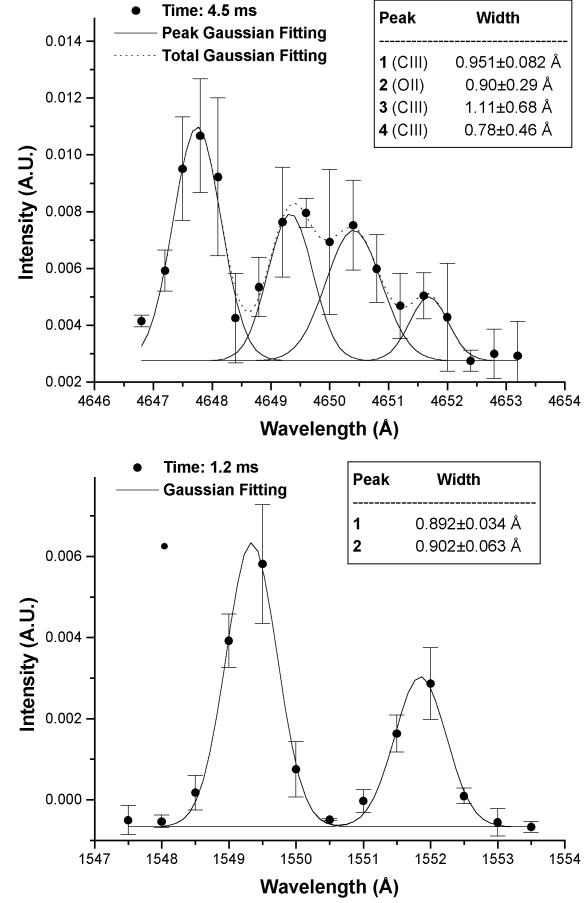 Time: 4.5 ms
Peak Gaussian Fitting
Total Gaussian Fitting
Peak Width
1 (CIII) 0.951±0.082 Å
2 (OII) 0.90±0.29 Å
3 (CIII) 1.11±0.68 Å
4 (CIII) 0.78±0.46 Å
0.014
0.012
0.010
0.008
0.006
0.004
0.002
Intensity (A.U.)
4646 4647 4648 4649 4650 4651 4652 4653 4654
Wavelength (Å)
Time: 1.2 ms
Gaussian Fitting
Peak Width
1 0.892±0.034 Å
2 0.902±0.063 Å
0.006
0.004
0.002
0.000
Intensity (A.U.)
1547 1548 1549 1550 1551 1552 1553 1554
Wavelength (Å)